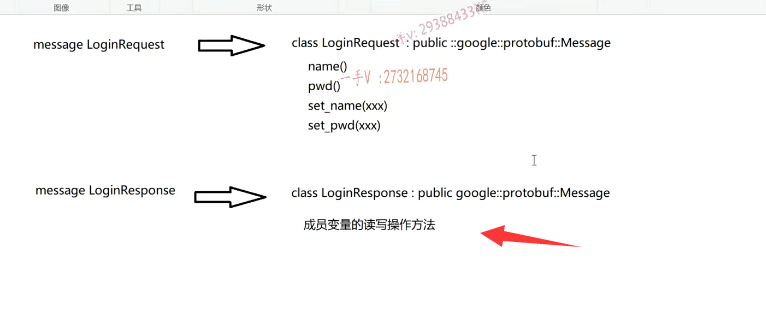 图像 工具 形状 颜色
message LoginRequest
class LoginRequest : public ::google::protobuf::Message
name()
pwd()
一手V :2732168745
set_name(xxx)
set_pwd(xxx)
message LoginResponse
class LoginResponse : public google::protobuf::Message
成员变量的读写操作方法